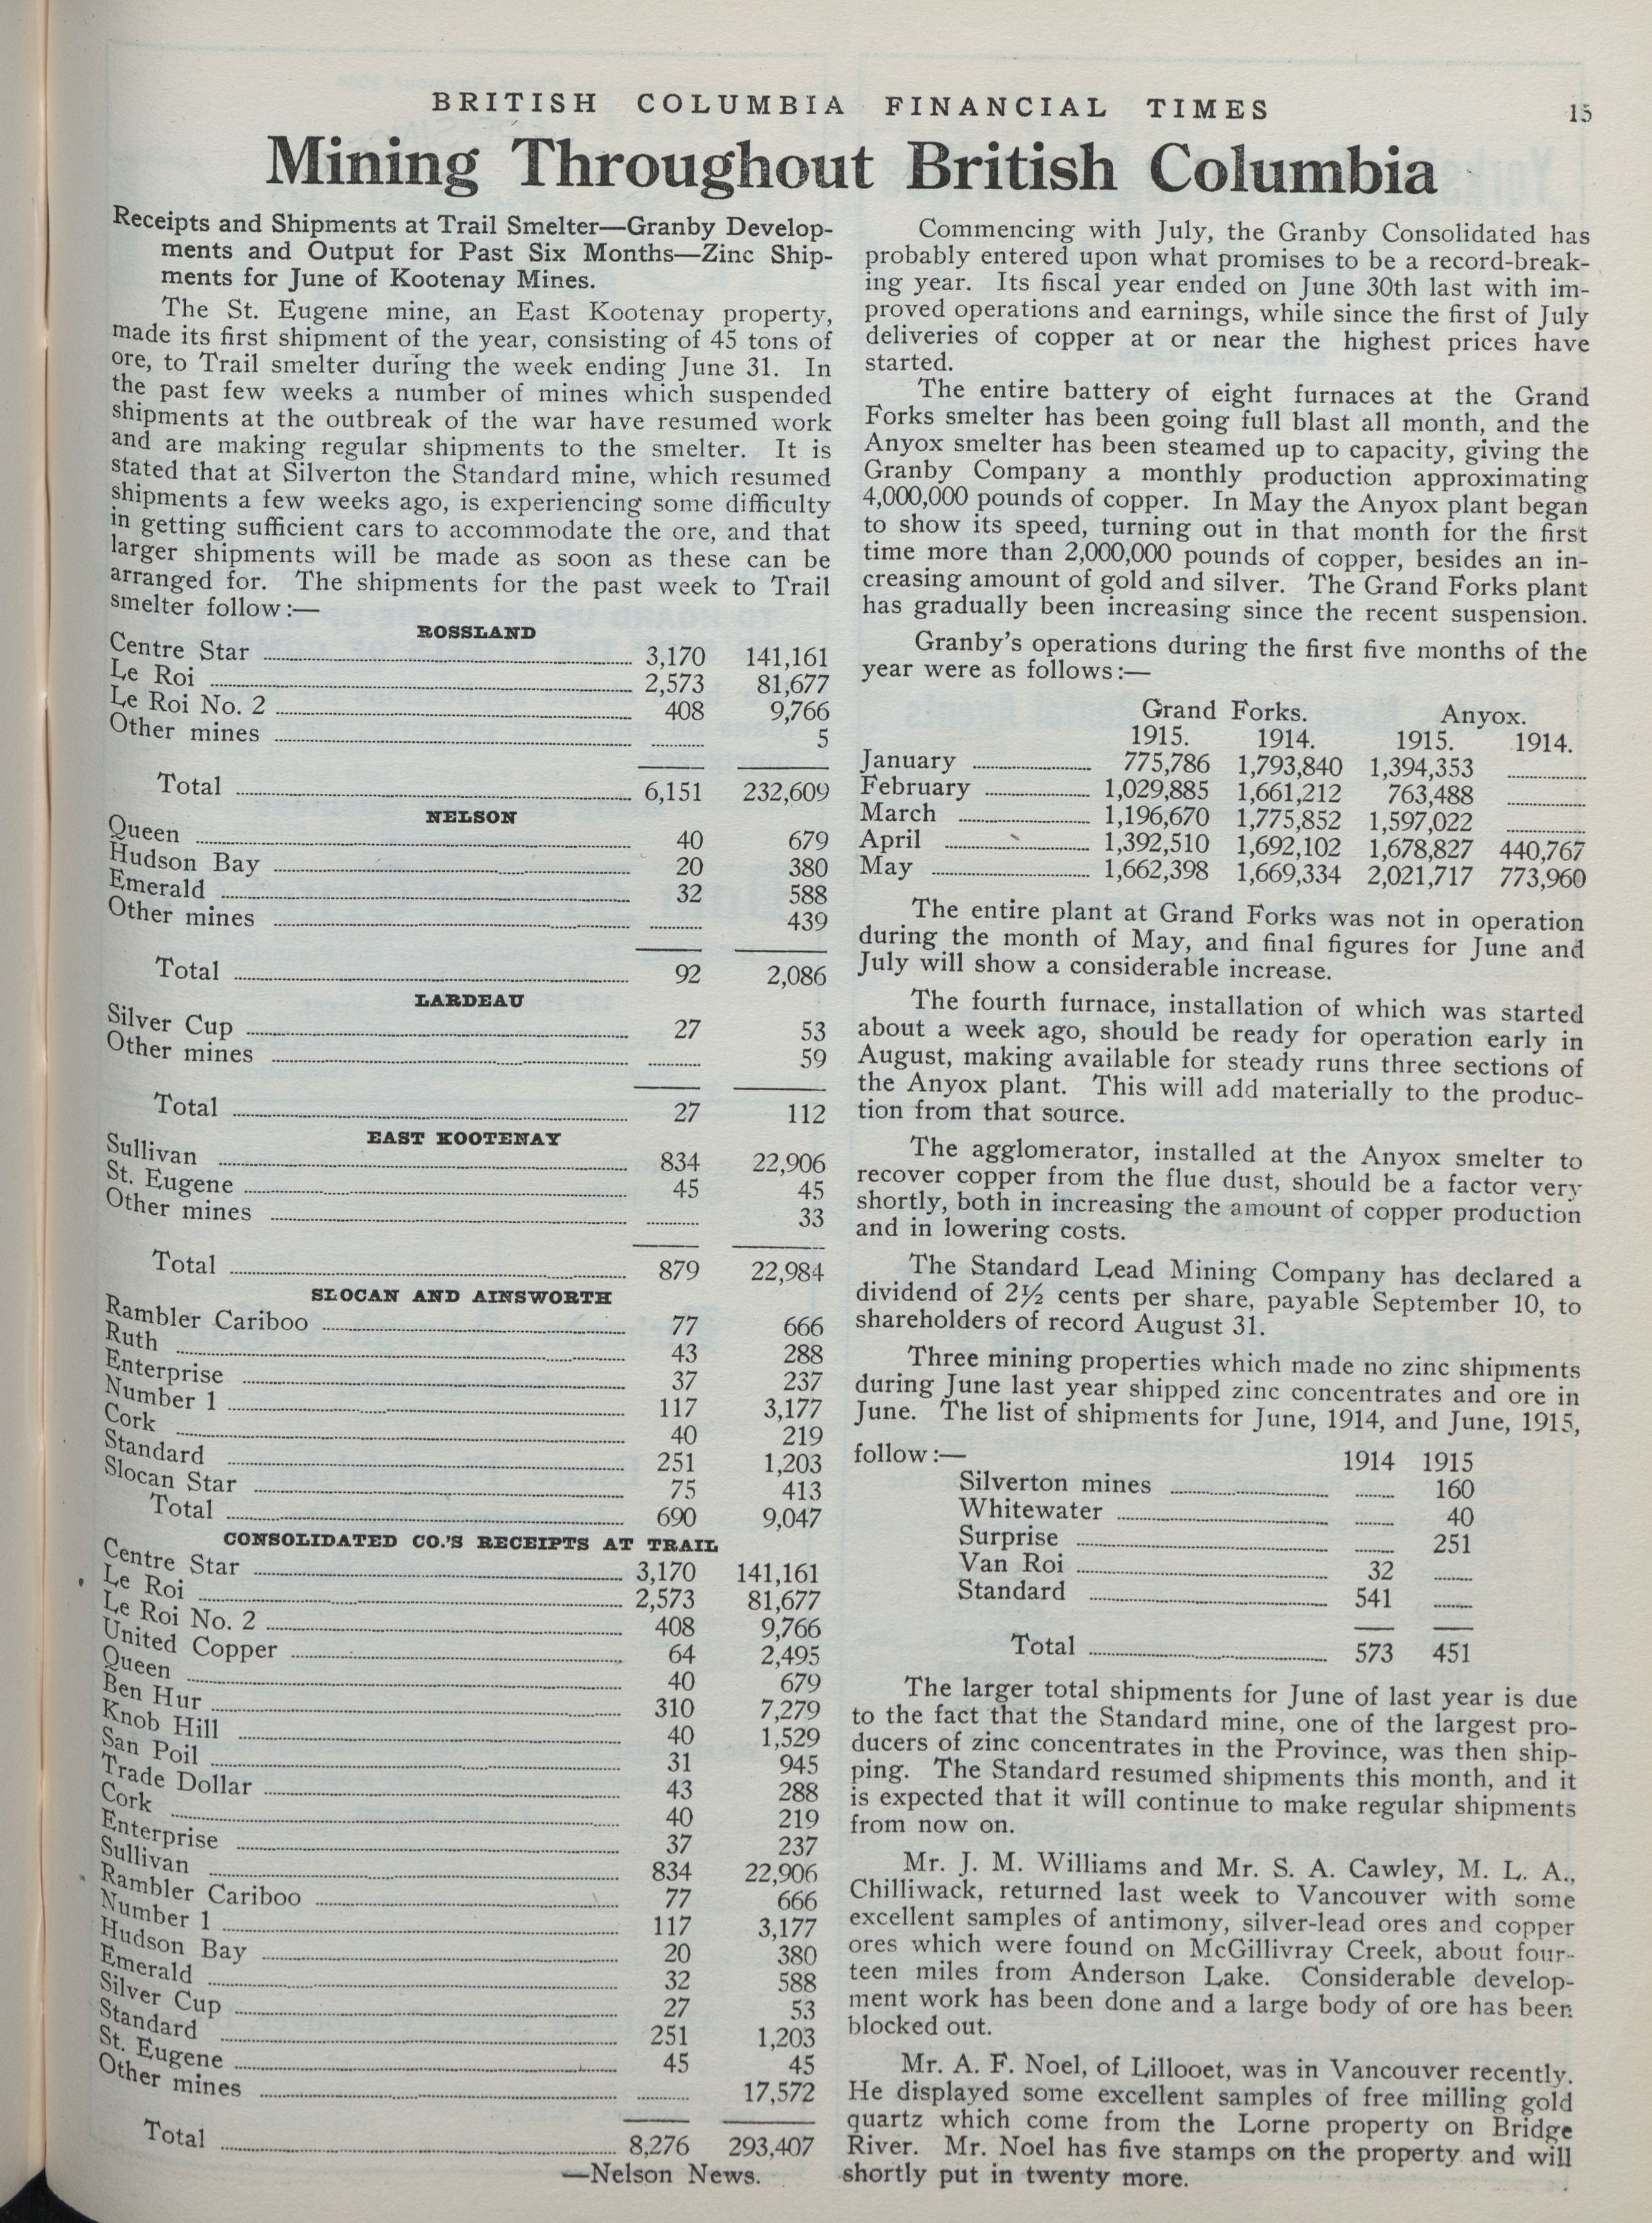 BRITISH COLUMBIA FINANCIAL TIMES 15
Mining Throughout British Columbia
Receipts and Shipments at Trail Smelter—Granby Develop-
ments and Output for Past Six Months—Zinc Ship-
ments for June of Kootenay Mines.
The St. Eugene mine, an East Kootenay property,
made its first shipment of the year, consisting of 45 tons of
ore, to Trail smelter during the week ending June 31. In
the past few weeks a number of mines which suspended
shipments at the outbreak of the war have resumed work
and are making regular shipments to the smelter. It is
stated that at Silverton the Standard mine, which resumed
shipments a few weeks ago, is experiencing some difficulty
in getting sufficient cars to accommodate the ore, and that
larger shipments will be made as soon as these can be
arranged for. The shipments for the past week to Trail
smelter follow:—
ROSSLAND
Centre Star ........ 3,170 141,161
Le Roi ........ 2,573 81,677
Le Roi No. 2 ........ 408 9,766
Other mines ........ ........ 5
Total ........ 6,151 232,609
NELSON
Queen ........ 40 679
Hudson Bay ........ 20 380
Emerald ........ 32 588
Other mines ........ ........ 439
Total ........ 92 2,086
LARDEAU
Silver Cup ........ 27 53
Other mines ........ ........ 59
Total ........ 27 112
EAST KOOTENAY
Sullivan ........ 834 22,906
St. Eugene ........ 45 45
Other mines ........ ........ 33
Total ........ 879 22,984
SLOCAN AND AINSWORTH
Rambler Cariboo ........ 77 666
Ruth ........ 43 288
Enterprise ........ 37 237
Number 1 ........ 117 3,177
Cork ........ 40 219
Standard ........ 251 1,203
Slocan Star ........ 75 413
Total ........ 690 9,047
CONSOLIDATED CO.'S RECEIPTS AT TRAIL
Centre Star ........ 3,170 141,161
Le Roi ........ 2,573 81,677
Le Roi No. 2 ........ 408 9,766
United Copper ........ 64 2,495
Queen ........ 40 679
Ben Hur ........ 310 7,279
Knob Hill ........ 40 1,529
San Poil ........ 31 945
Trade Dollar ........ 43 288
Cork ........ 40 219
Enterprise ........ 37 237
Sullivan ........ 834 22,906
Rambler Cariboo ........ 77 666
Number 1 ........ 117 3,177
Hudson Bay ........ 20 380
Emerald ........ 32 588
Silver Cup ........ 27 53
Standard ........ 251 1,203
St. Eugene ........ 45 45
Other mines ........ ........ 17,572
Total ........ 8,276 293,407
—Nelson News.
Commencing with July, the Granby Consolidated has
probably entered upon what promises to be a record-break-
ing year. Its fiscal year ended on June 30th last with im-
proved operations and earnings, while since the first of July
deliveries of copper at or near the highest prices have
started.
The entire battery of eight furnaces at the Grand
Forks smelter has been going full blast all month, and the
Anyox smelter has been steamed up to capacity, giving the
Granby Company a monthly production approximating
4,000,000 pounds of copper. In May the Anyox plant began
to show its speed, turning out in that month for the first
time more than 2,000,000 pounds of copper, besides an in-
creasing amount of gold and silver. The Grand Forks plant
has gradually been increasing since the recent suspension.
Granby's operations during the first five months of the
year were as follows:—
Grand Forks. Anyox.
1915. 1914. 1915. 1914.
January ........ 775,786 1,793,840 1,394,353 ........
February ........ 1,029,885 1,661,212 763,488 ........
March ........ 1,196,670 1,775,852 1,597,022 ........
April ........ 1,392,510 1,692,102 1,678,827 440,767
May ........ 1,662,398 1,669,334 2,021,717 773,960
The entire plant at Grand Forks was not in operation
during the month of May, and final figures for June and
July will show a considerable increase.
The fourth furnace, installation of which was started
about a week ago, should be ready for operation early in
August, making available for steady runs three sections of
the Anyox plant. This will add materially to the produc-
tion from that source.
The agglomerator, installed at the Anyox smelter to
recover copper from the flue dust, should be a factor very
shortly, both in increasing the amount of copper production
and in lowering costs.
The Standard Lead Mining Company has declared a
dividend of 2½ cents per share, payable September 10, to
shareholders of record August 31.
Three mining properties which made no zinc shipments
during June last year shipped zinc concentrates and ore in
June. The list of shipments for June, 1914, and June, 1915,
follow:—
1914 1915
Silverton mines ........ ........ 160
Whitewater ........ ........ 40
Surprise ........ ........ 251
Van Roi ........ 32 ........
Standard ........ 541 ........
Total ........ 573 451
The larger total shipments for June of last year is due
to the fact that the Standard mine, one of the largest pro-
ducers of zinc concentrates in the Province, was then ship-
ping. The Standard resumed shipments this month, and it
is expected that it will continue to make regular shipments
from now on.
Mr. J. M. Williams and Mr. S. A. Cawley, M. L. A.,
Chilliwack, returned last week to Vancouver with some
excellent samples of antimony, silver-lead ores and copper
ores which were found on McGillivray Creek, about four-
teen miles from Anderson Lake. Considerable develop-
ment work has been done and a large body of ore has been
blocked out.
Mr. A. F. Noel, of Lillooet, was in Vancouver recently.
He displayed some excellent samples of free milling gold
quartz which come from the Lorne property on Bridge
River. Mr. Noel has five stamps on the property and will
shortly put in twenty more.